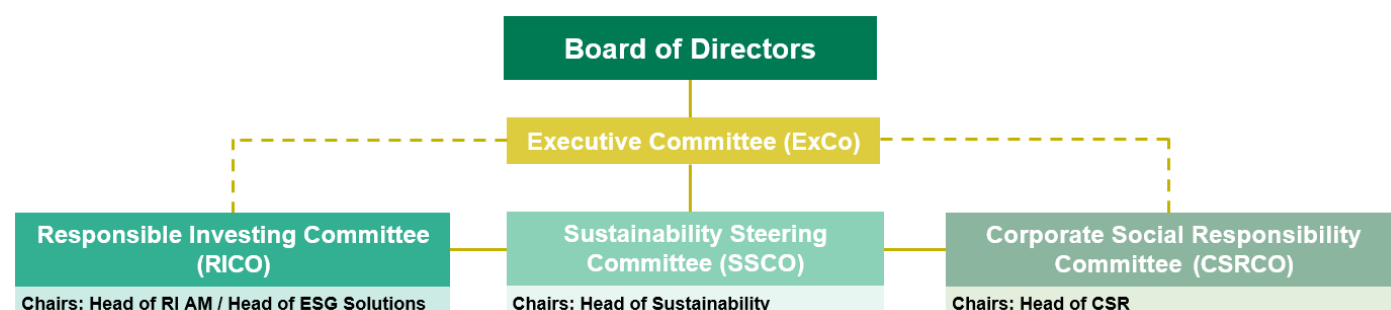 Board of Directors
Executive Committee (ExCo)
Responsible Investing Committee
(RICO)
Sustainability Steering
Committee (SSCO)
Corporate Social Responsibility
Committee (CSRCO)
Chairs: Head of RI AM / Head of ESG Solutions
Chairs: Head of Sustainability
Chairs: Head of CSR